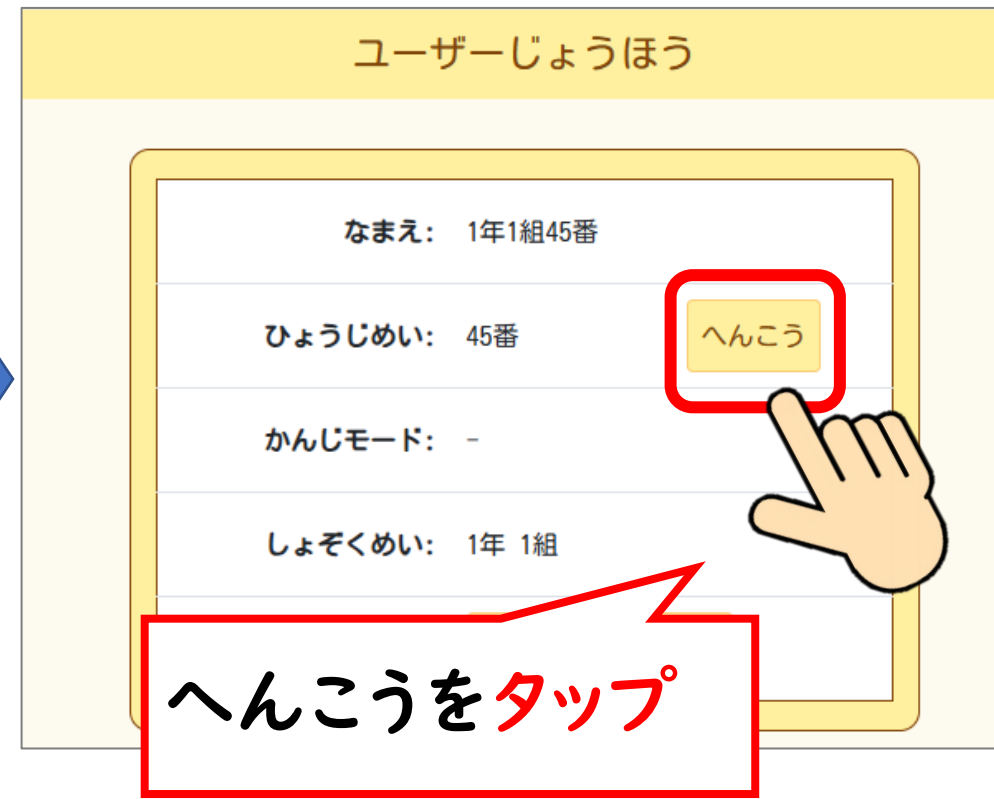 ユーザーじょうほう
なまえ: 1年1組45番
ひょうじめい: 45番 へんこう
かんじモード: -
しょぞくめい: 1年 1組
へんこうをタップ